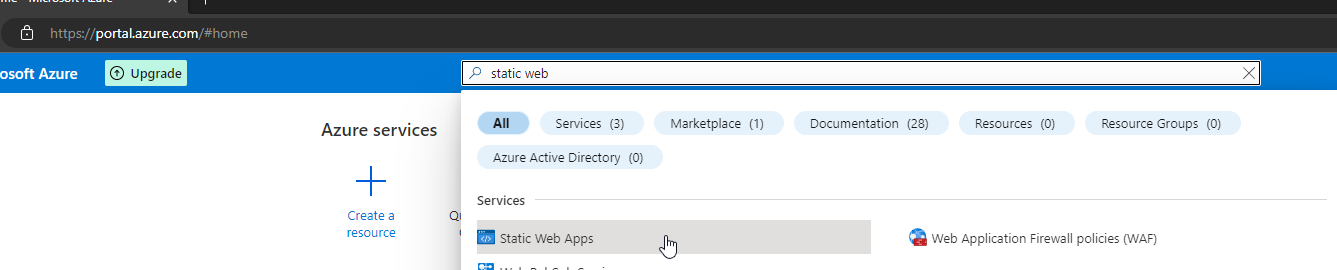 Microsoft Azure
https://portal.azure.com/#home
osoft Azure
Upgrade
static web
Azure services
Create a
resource
All
Services (3)
Marketplace (1)
Documentation (28)
Resources (0)
Resource Groups (0)
Azure Active Directory (0)
Services
Static Web Apps
Web Application Firewall policies (WAF)